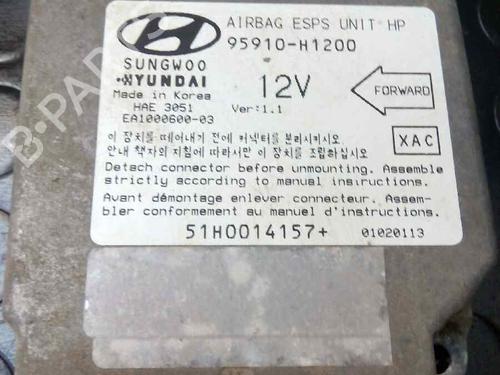 AIRBAG ESPS UNIT HP
95910-H1200
SUNGWOO
HYUNDAI
Made in Korea
HAE 3051
EA1000600-03
12V
Ver:1.1
FORWARD
XAC
이 장치를 떼어내기 전에 커넥터를 분리시키시오
안내 책자의 지침에 따라서만 이 장치를 조립하십시오
Detach connector before unmounting. Assemble
strictly according to manual instructions.
Avant démontage enlever connecteur. Assem-
bler conformement au manuel d'instructions.
51H0014157+
01020113
B-PARTS